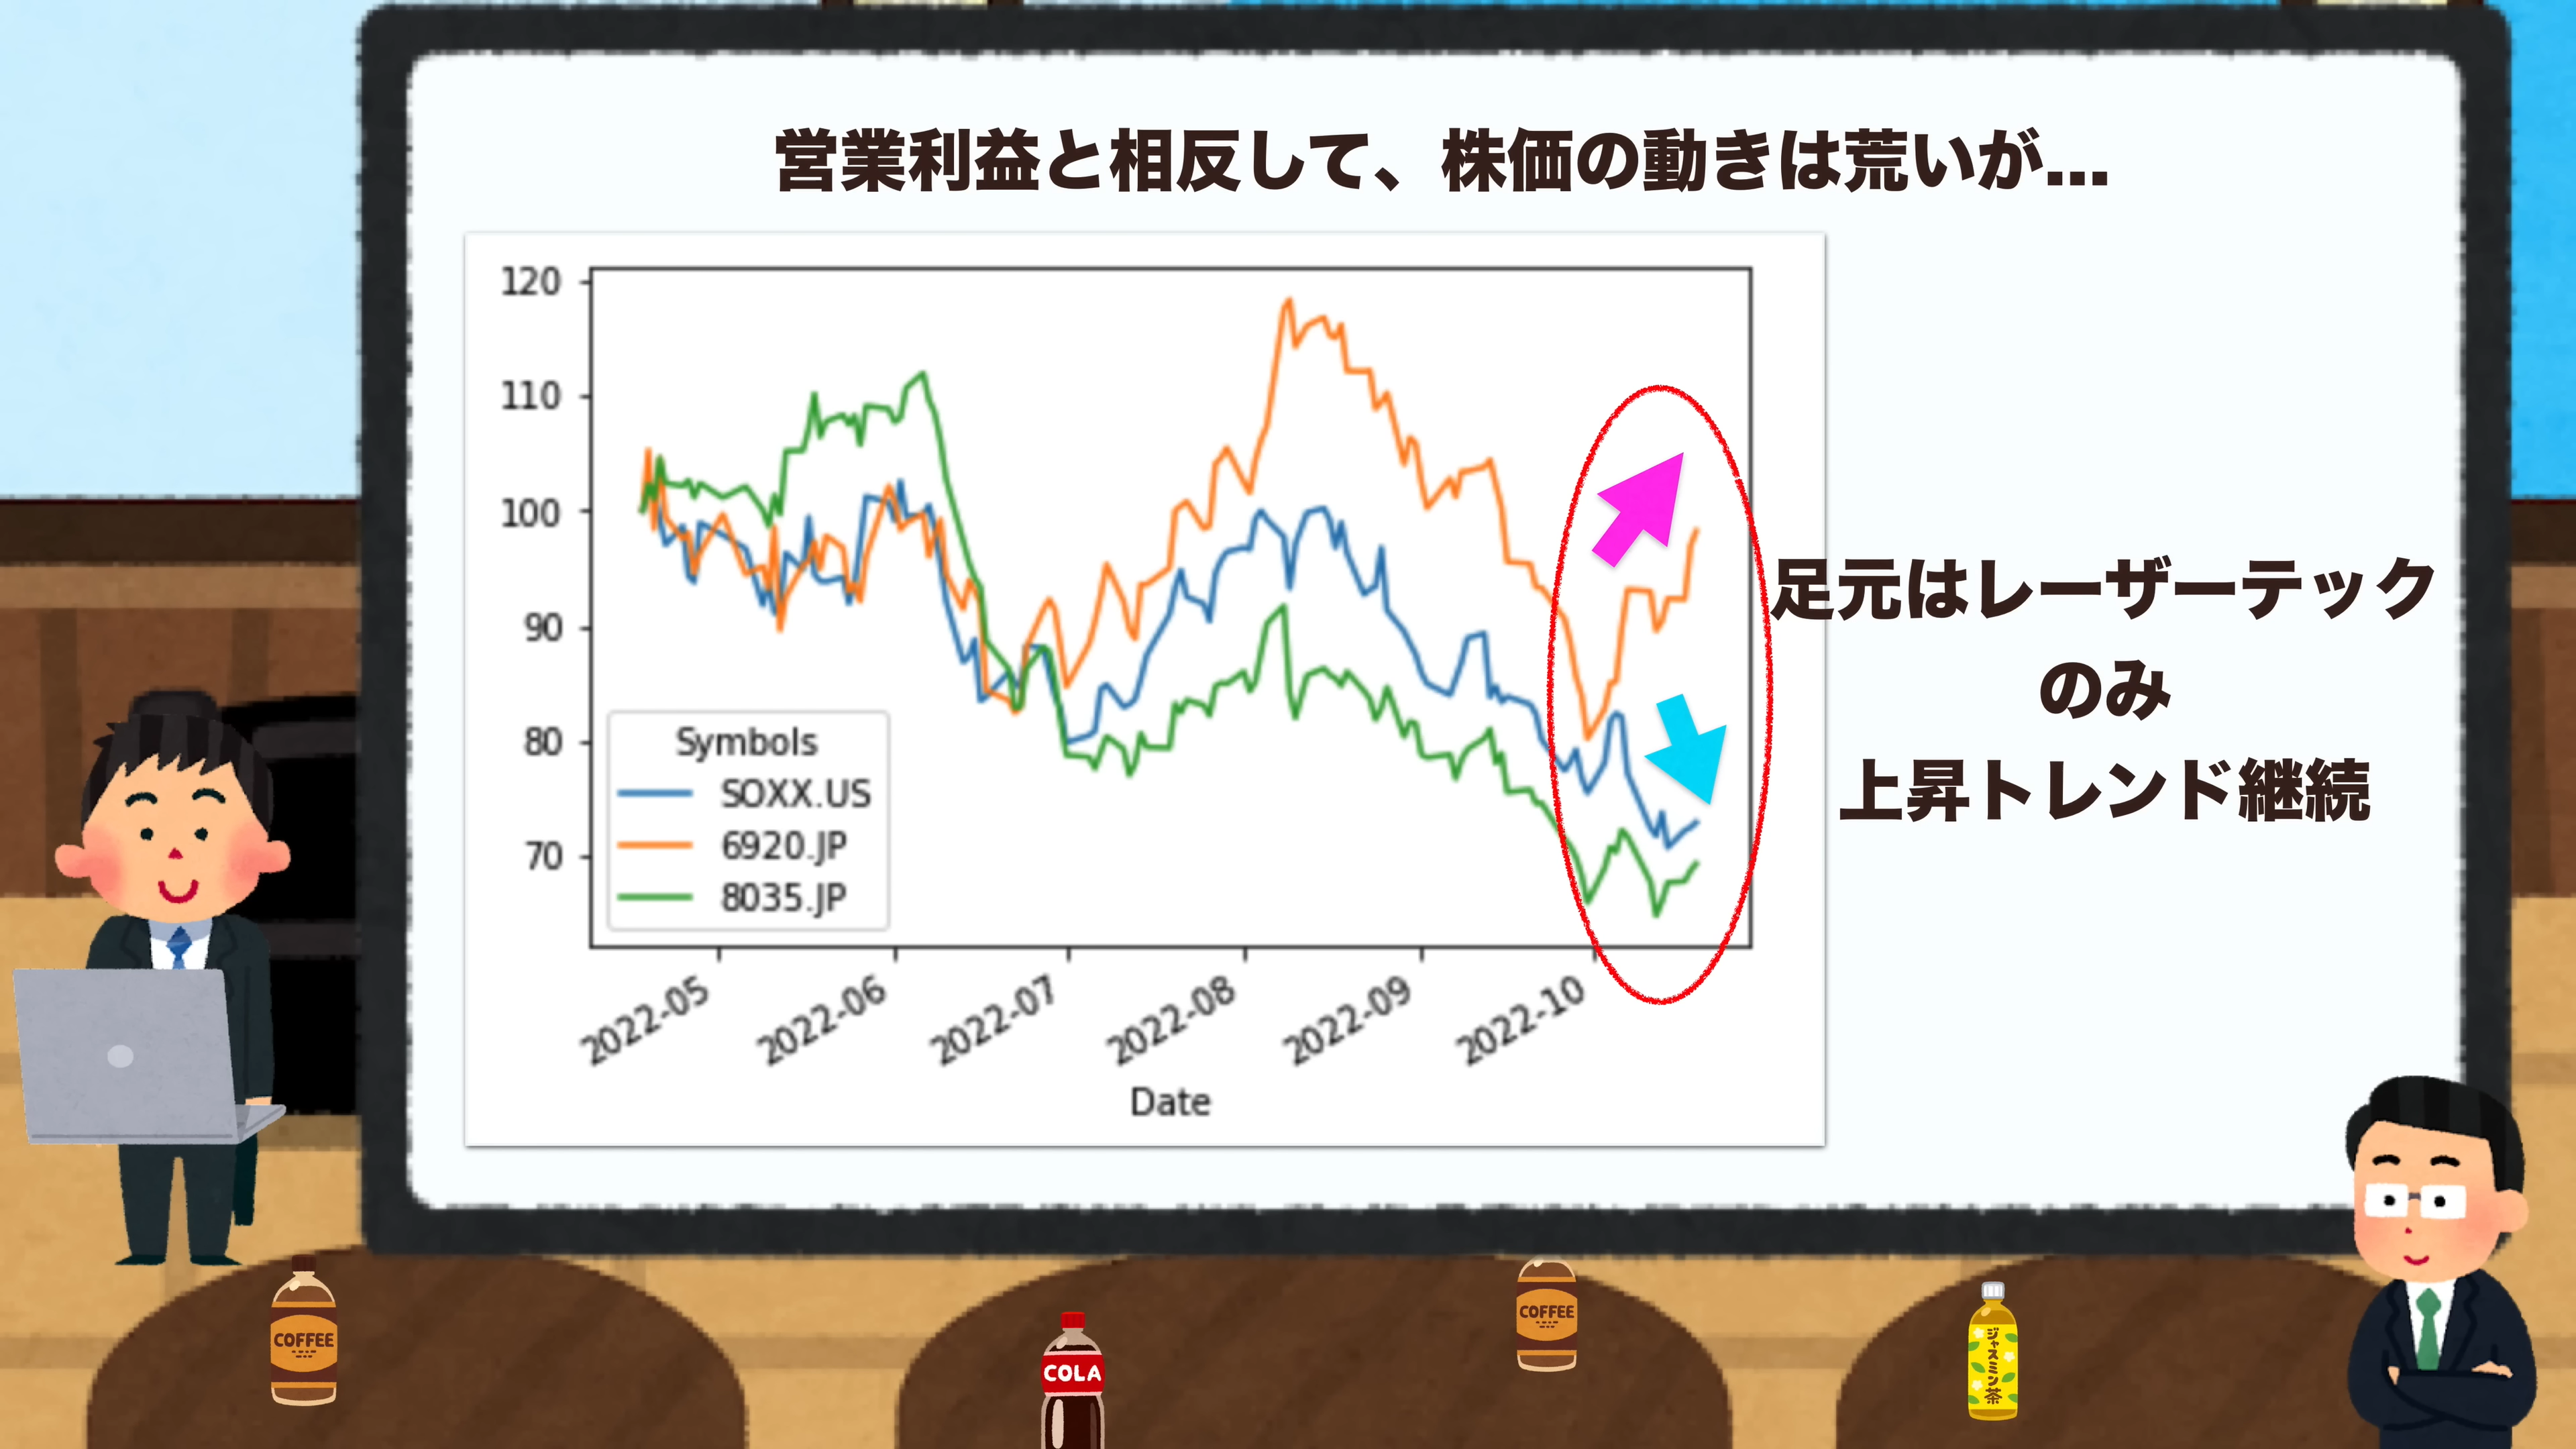 営業利益と相反して、株価の動きは荒いが...
120
110
100
90
80
70
Symbols
SOXX.US
6920.JP
8035.JP
2022-05
2022-06
2022-07
2022-08
2022-09
2022-10
Date
足元はレーザーテック
のみ
上昇トレンド継続
COFFEE
COLA
COFFEE
ジャスミン茶